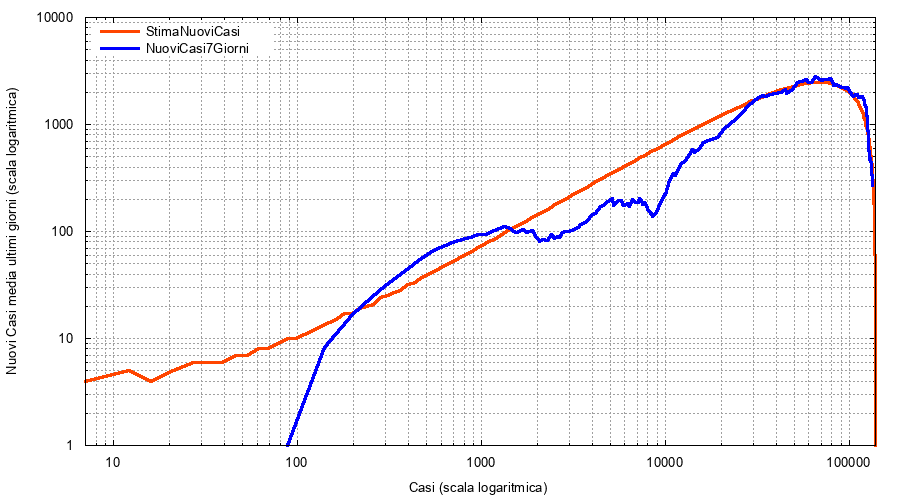 10000
1000
100
10
1
StimaNuoviCasi
NuoviCasi7Giorni
Nuovi Casi media ultimi giorni (scala logaritmica)
10 100 1000 10000 100000
Casi (scala logaritmica)